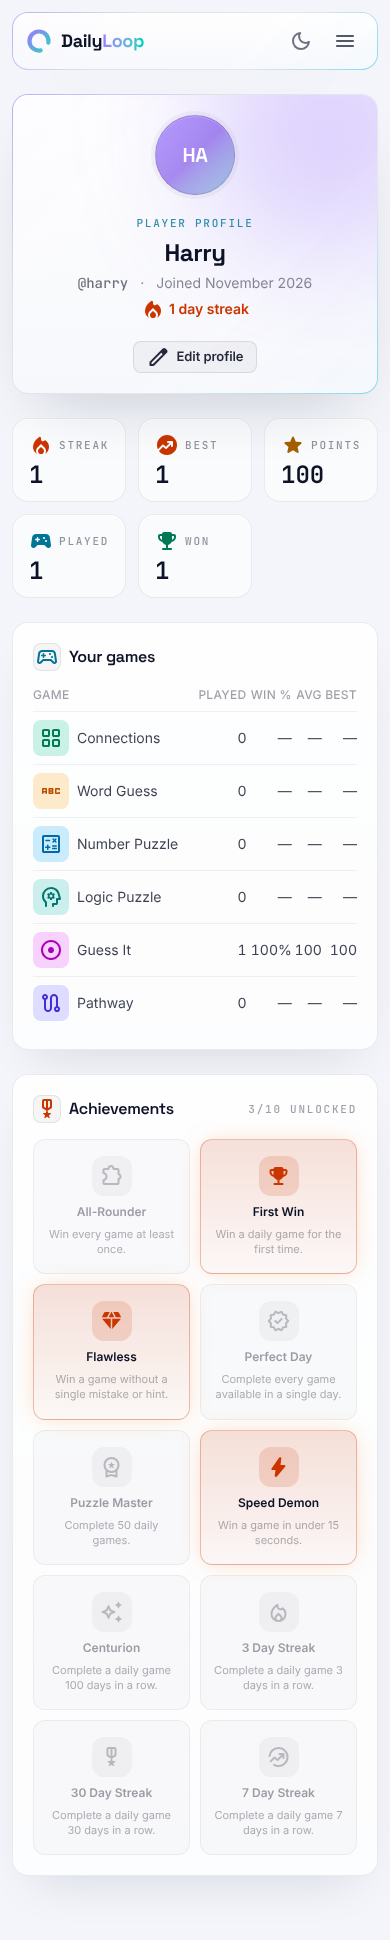 DailyLoop
HA
PLAYER PROFILE
Harry
@harry · Joined November 2026
1 day streak
Edit profile
STREAK
1
BEST
1
POINTS
100
PLAYED
1
WON
1
Your games
GAME PLAYED WIN % AVG BEST
Connections 0 — — —
ABC Word Guess 0 — — —
Number Puzzle 0 — — —
Logic Puzzle 0 — — —
Guess It 1 100% 100 100
Pathway 0 — — —
Achievements 3/10 UNLOCKED
All-Rounder
Win every game at least
once.
First Win
Win a daily game for the
first time.
Flawless
Win a game without a
single mistake or hint.
Perfect Day
Complete every game
available in a single day.
Puzzle Master
Complete 50 daily
games.
Speed Demon
Win a game in under 15
seconds.
Centurion
Complete a daily game
100 days in a row.
3 Day Streak
Complete a daily game 3
days in a row.
30 Day Streak
Complete a daily game
30 days in a row.
7 Day Streak
Complete a daily game 7
days in a row.